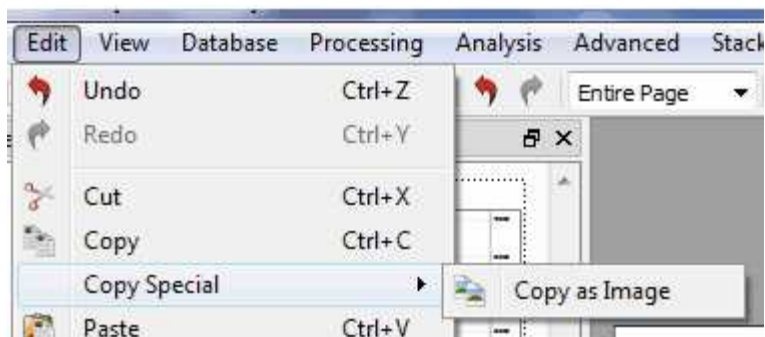 Edit View Database Processing Analysis Advanced Stack
Undo Ctrl+Z Entire Page
Redo Ctrl+Y
Cut Ctrl+X
Copy Ctrl+C
Copy Special Copy as Image
Paste Ctrl+V